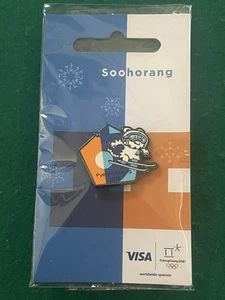 Soohorang
VISA
PyeongChang 2018
worldwide sponsor